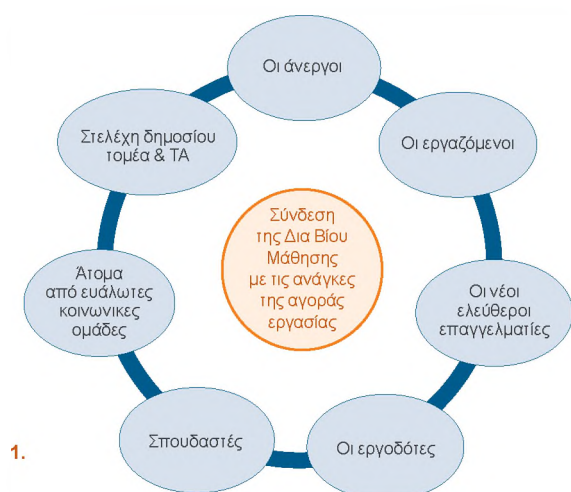 Οι άνεργοι
Οι εργαζόμενοι
Οι νέοι
ελεύθεροι
επαγγελματίες
Οι εργοδότες
Σπουδαστές
Άτομα
από ευάλωτες
κοινωνικες
ομάδες
Στελέχη δημοσίου
τομέα & ΤΑ
Σύνδεση
της Δια Βίου
Μάθησης
με τις ανάγκες
της αγοράς
εργασίας
1.